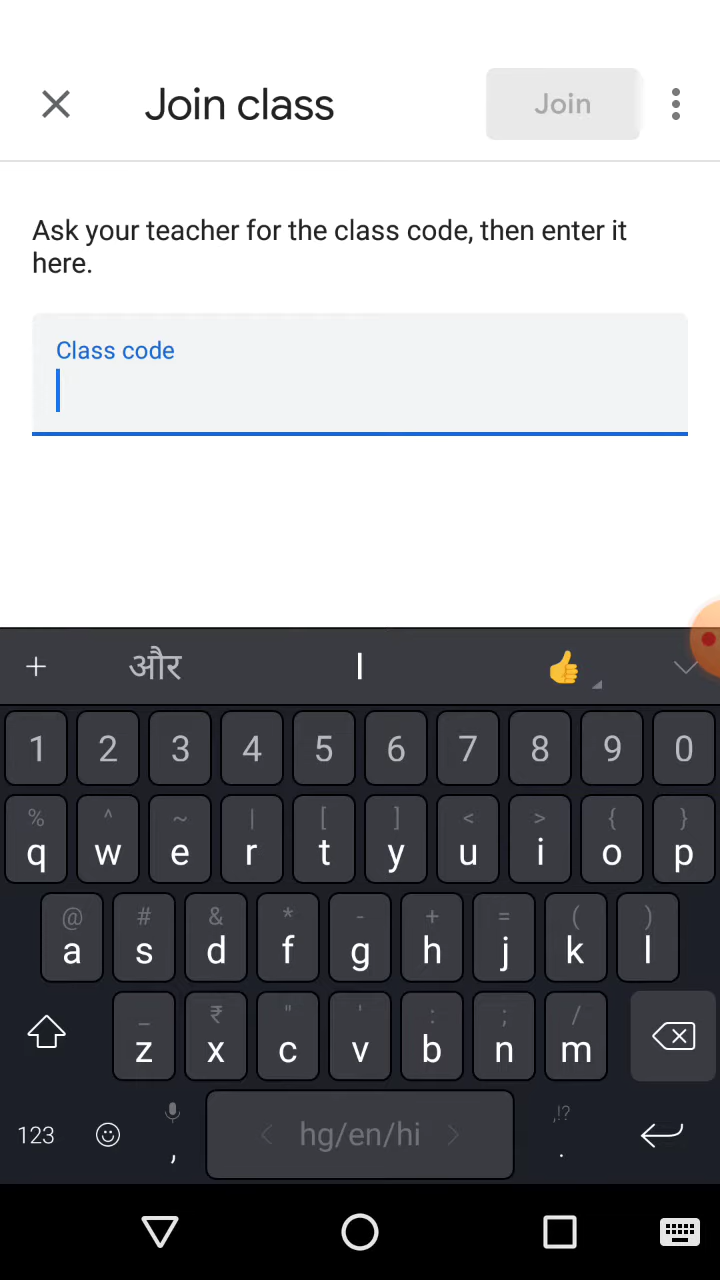 Join class
Join
Ask your teacher for the class code, then enter it
here.
Class code
+ और I 👍
1 2 3 4 5 6 7 8 9 0
% ^ ~ | [ ] < > { }
q w e r t y u i o p
@ # & * - + = ( )
a s d f g h j k l
_ ₹ " ' : ; /
z x c v b n m
,!?
123 , < hg/en/hi > .